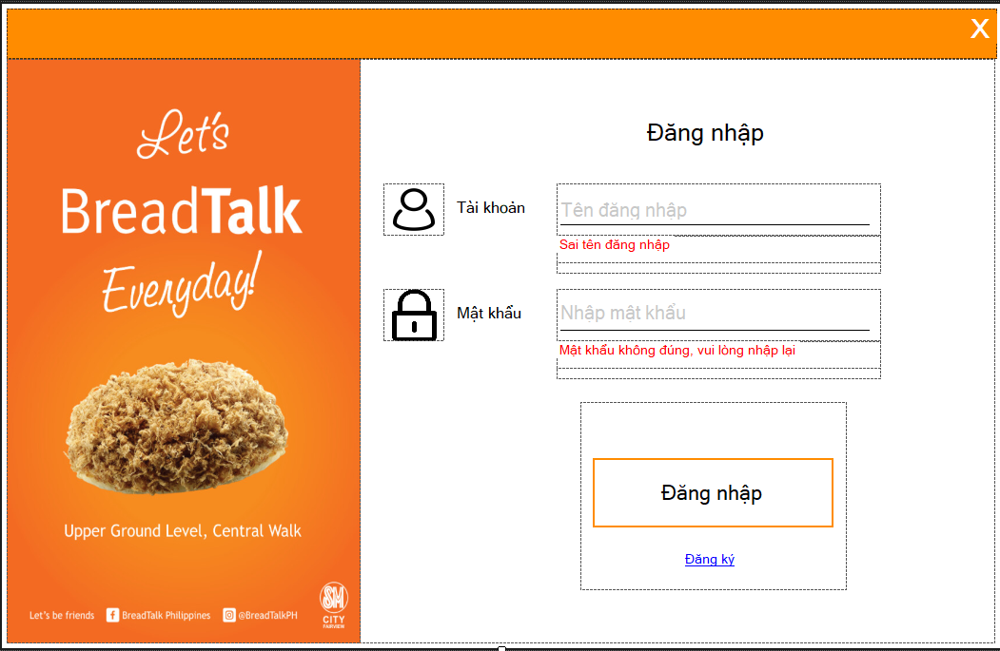 X
Let's
BreadTalk
Everyday!
Upper Ground Level, Central Walk
Let's be friends
BreadTalk Philippines
@BreadTalkPH
SM
CITY
FAIRVIEW
Đăng nhập
Tài khoản
Tên đăng nhập
Sai tên đăng nhập
Mật khẩu
Nhập mật khẩu
Mật khẩu không đúng, vui lòng nhập lại
Đăng nhập
Đăng ký